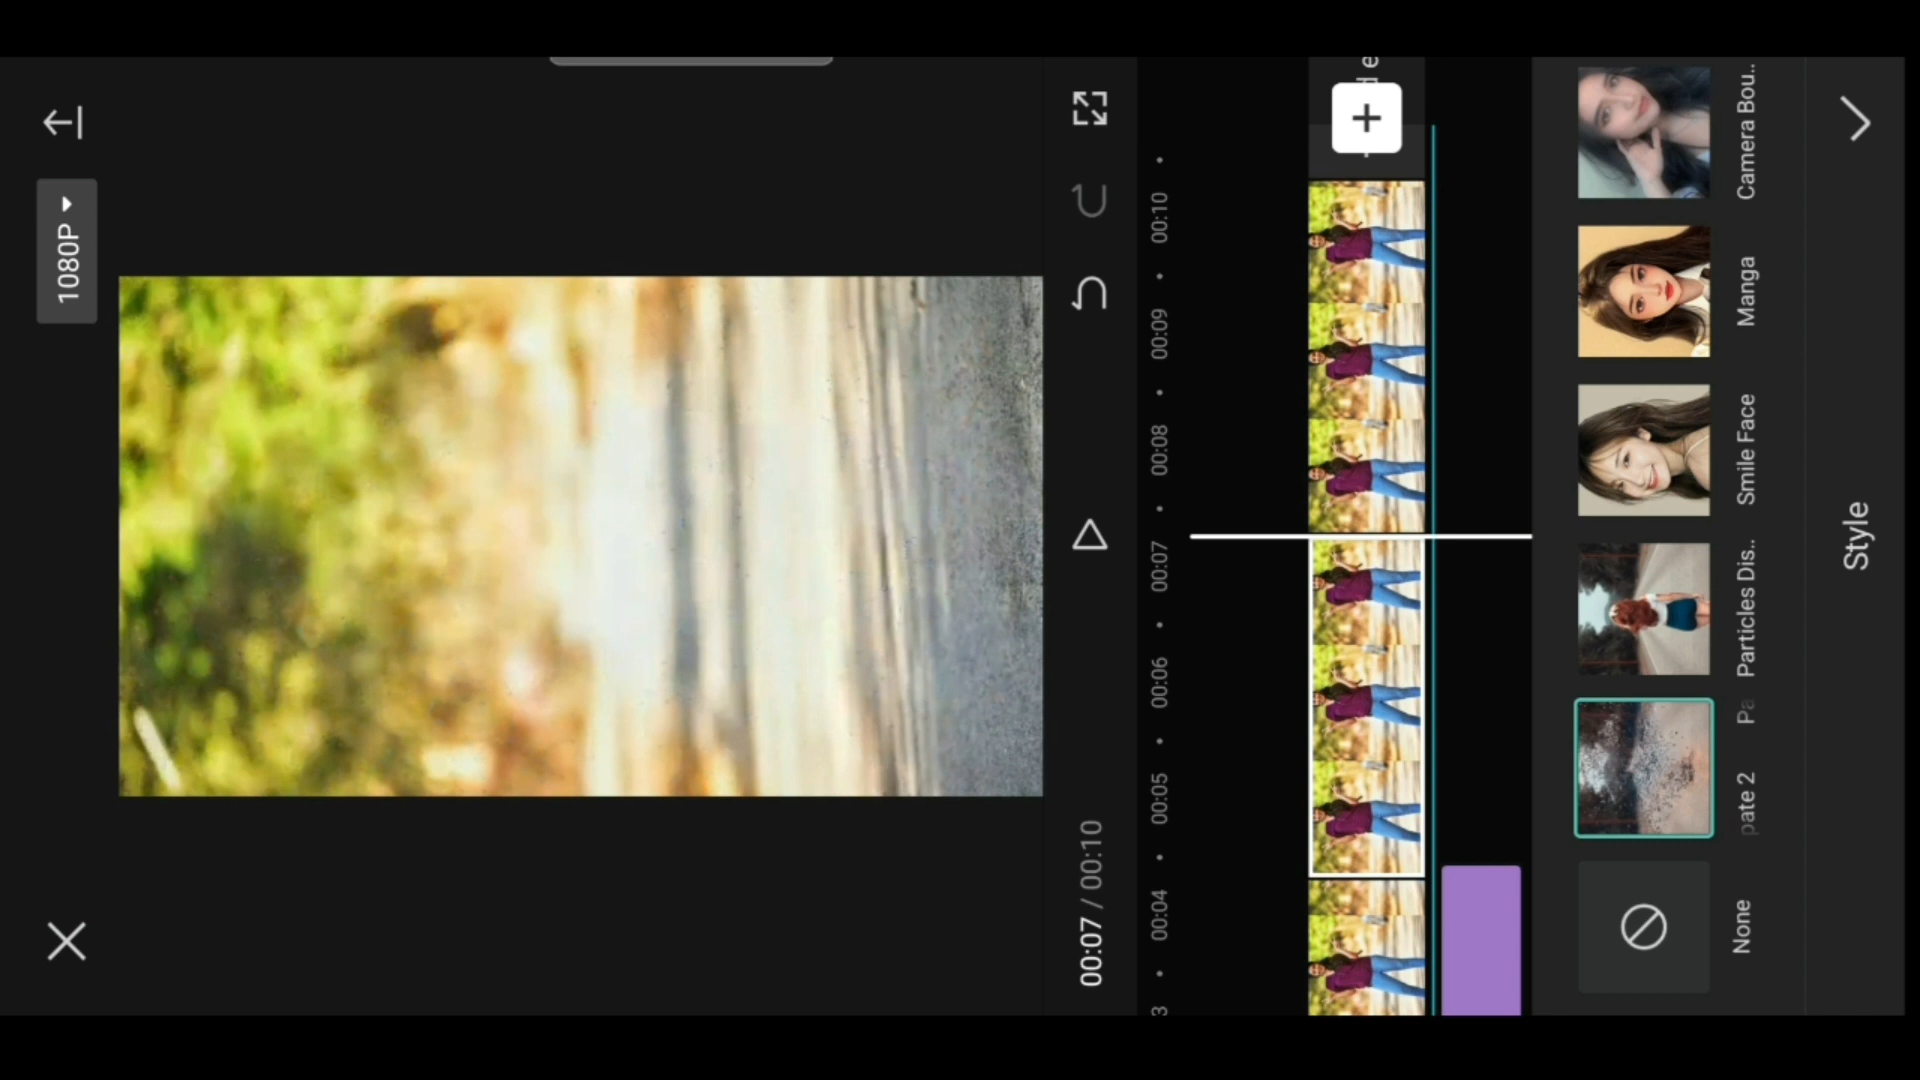 1080P
00:07 / 00:10
3
00:04
00:05
00:06
00:07
00:08
00:09
00:10
d e
None
pate 2 Pa
Particles Dis..
Smile Face
Manga
Camera Bou..
Style